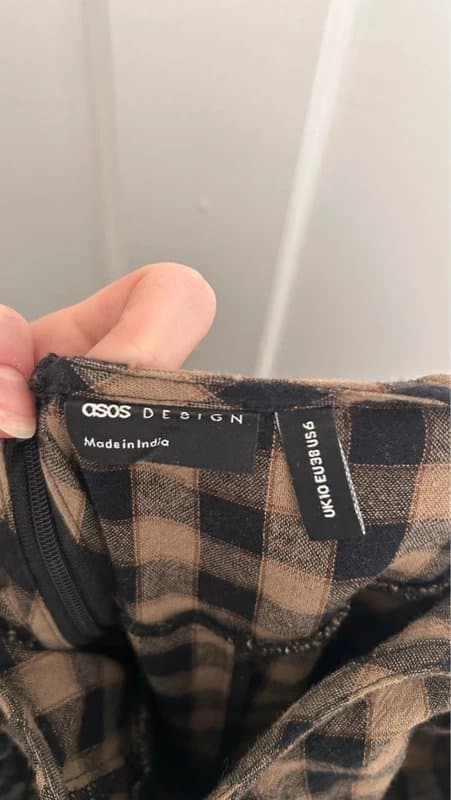 asos DESIGN
Made in India
UK10 EU38 US6